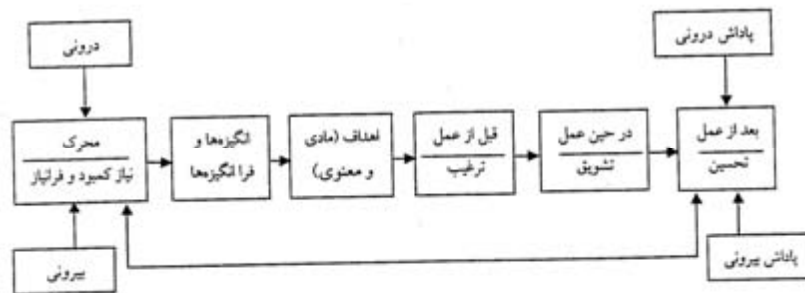 درونی
پاداش درونی
محرک
نیاز کمبود و فرانیاز
انگیزه‌ها و
فرا انگیزه‌ها
اهداف (مادی
و معنوی)
قبل از عمل
ترغیب
در حین عمل
تشویق
بعد از عمل
تحسین
بیرونی
پاداش بیرونی